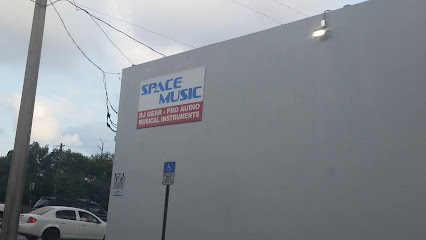 SPACE
MUSIC
DJ GEAR • PRO AUDIO
MUSICAL INSTRUMENTS